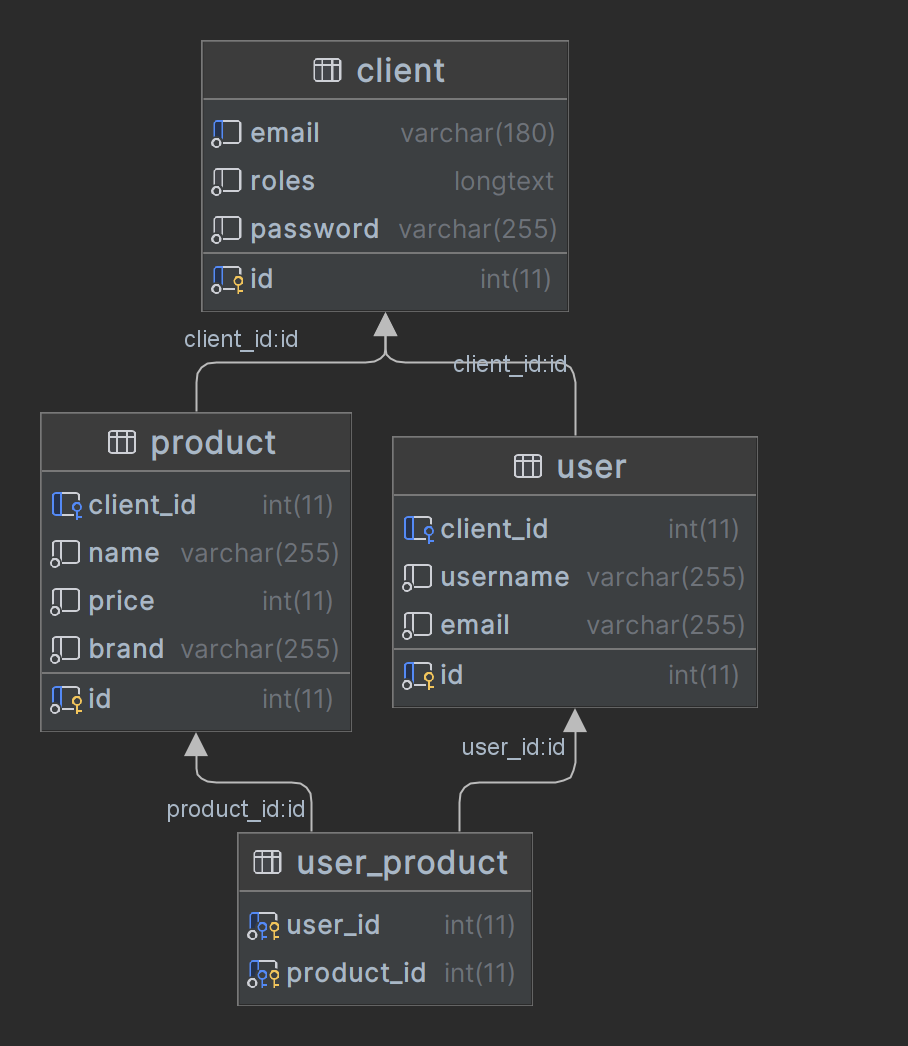 client
email varchar(180)
roles longtext
password varchar(255)
id int(11)
client_id:id
client_id:id
product
client_id int(11)
name varchar(255)
price int(11)
brand varchar(255)
id int(11)
user
client_id int(11)
username varchar(255)
email varchar(255)
id int(11)
product_id:id
user_id:id
user_product
user_id int(11)
product_id int(11)